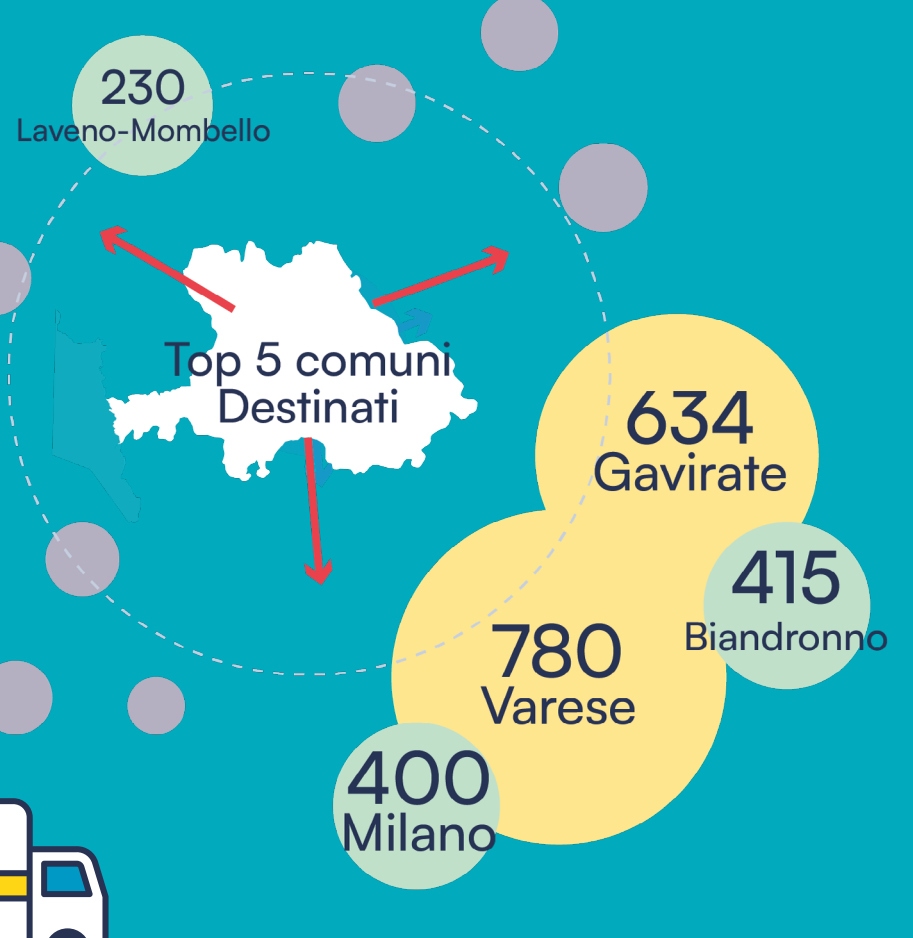 230
Laveno-Mombello
Top 5 comuni
Destinati
634
Gavirate
415
Biandronno
780
Varese
400
Milano